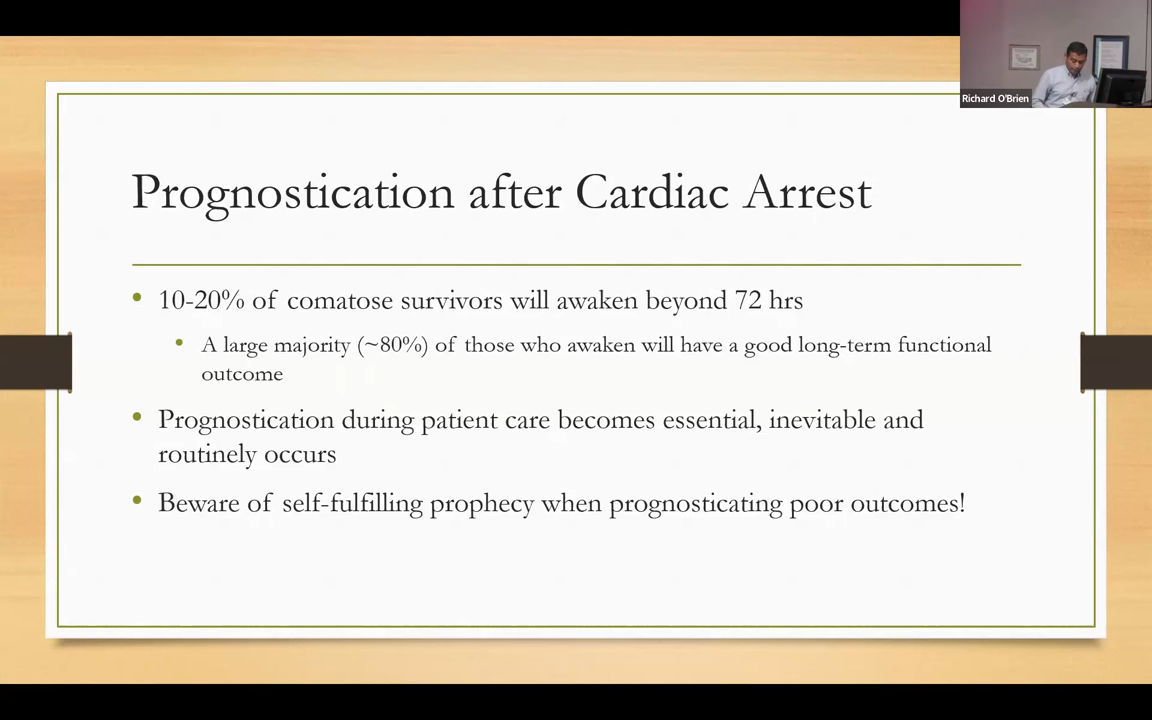 Richard O'Brien
Prognostication after Cardiac Arrest
• 10-20% of comatose survivors will awaken beyond 72 hrs
• A large majority (~80%) of those who awaken will have a good long-term functional
outcome
• Prognostication during patient care becomes essential, inevitable and
routinely occurs
• Beware of self-fulfilling prophecy when prognosticating poor outcomes!